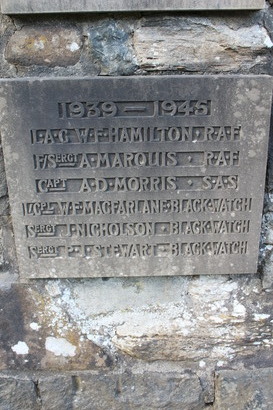 1939 — 1945
L·A·C W·F·HAMILTON·R·A·F
F/SERGT A·MARQUIS · R·A·F
CAPT A·D·MORRIS · S·A·S
L/CPL W·F·MACFARLANE·BLACK·WATCH
SERGT J·NICHOLSON·BLACK·WATCH
SERGT P·J·STEWART·BLACK·WATCH